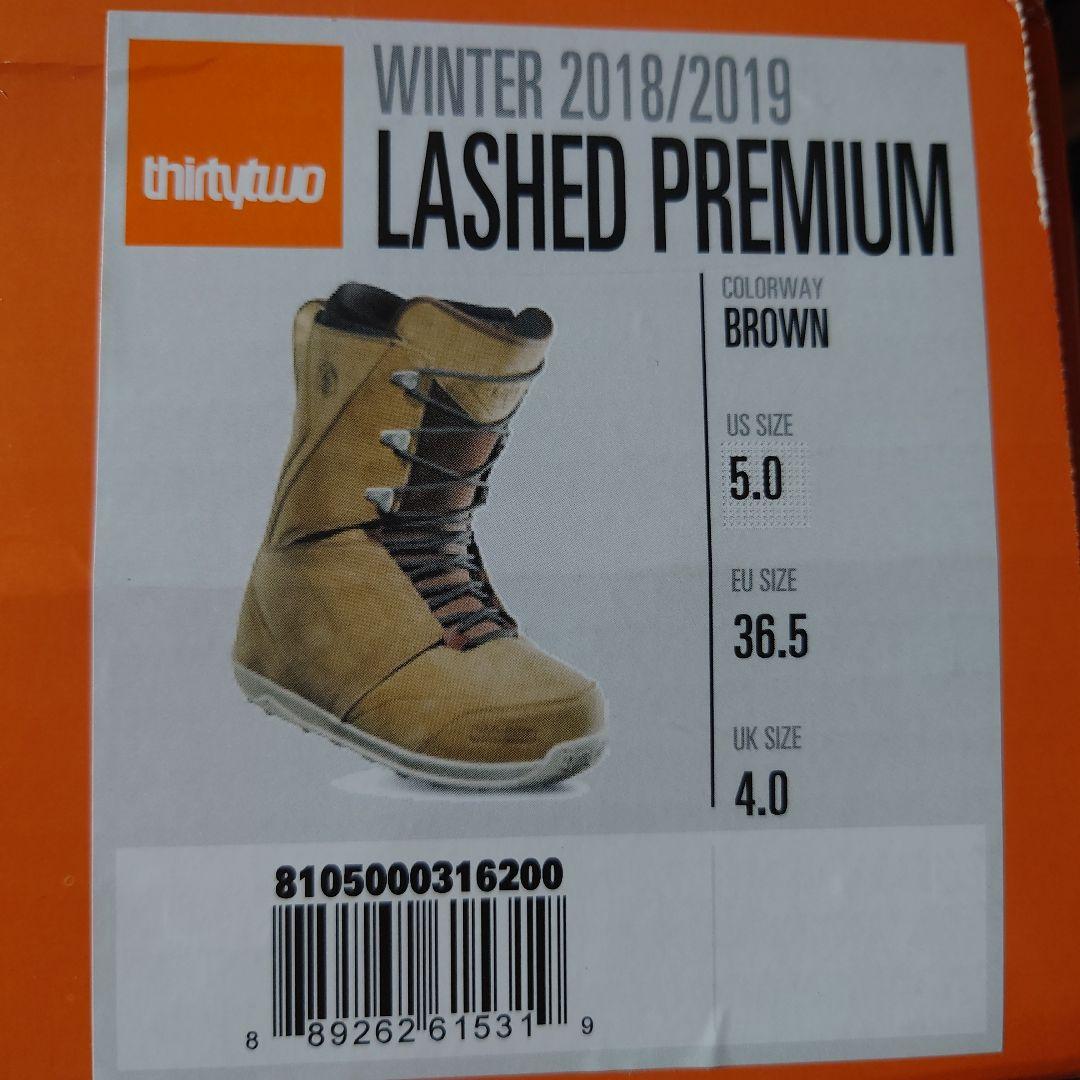 thirtytwo
WINTER 2018/2019
LASHED PREMIUM
COLORWAY
BROWN
US SIZE
5.0
EU SIZE
36.5
UK SIZE
4.0
8105000316200
8 89262 61531 9